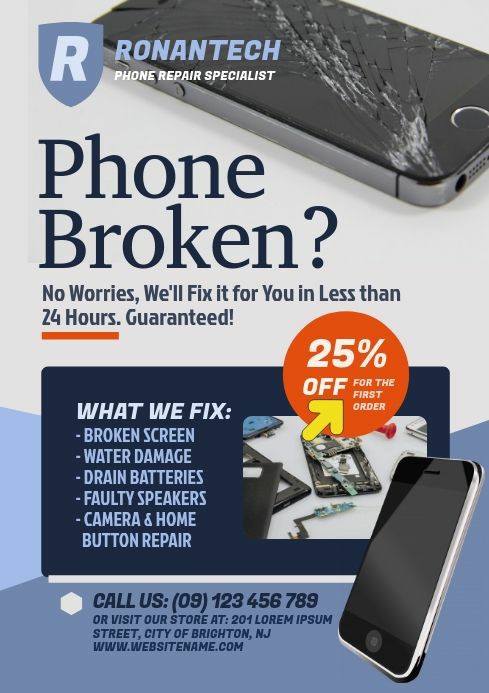 R
RONANTECH
PHONE REPAIR SPECIALIST
Phone
Broken?
No Worries, We'll Fix it for You in Less than
24 Hours. Guaranteed!
25%
OFF FOR THE
FIRST
ORDER
WHAT WE FIX:
- BROKEN SCREEN
- WATER DAMAGE
- DRAIN BATTERIES
- FAULTY SPEAKERS
- CAMERA & HOME
BUTTON REPAIR
CALL US: (09) 123 456 789
OR VISIT OUR STORE AT: 201 LOREM IPSUM
STREET, CITY OF BRIGHTON, NJ
WWW.WEBSITENAME.COM